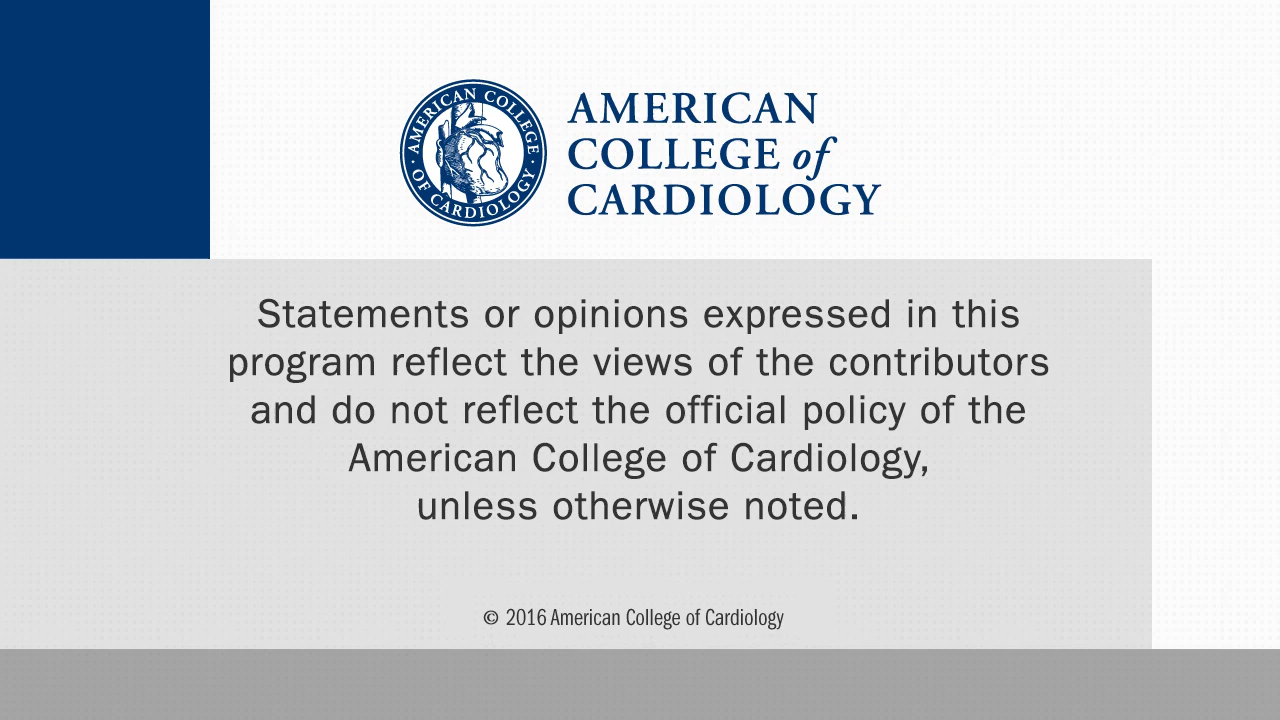 AMERICAN COLLEGE
OF CARDIOLOGY
AMERICAN
COLLEGE of
CARDIOLOGY
Statements or opinions expressed in this
program reflect the views of the contributors
and do not reflect the official policy of the
American College of Cardiology,
unless otherwise noted.
© 2016 American College of Cardiology